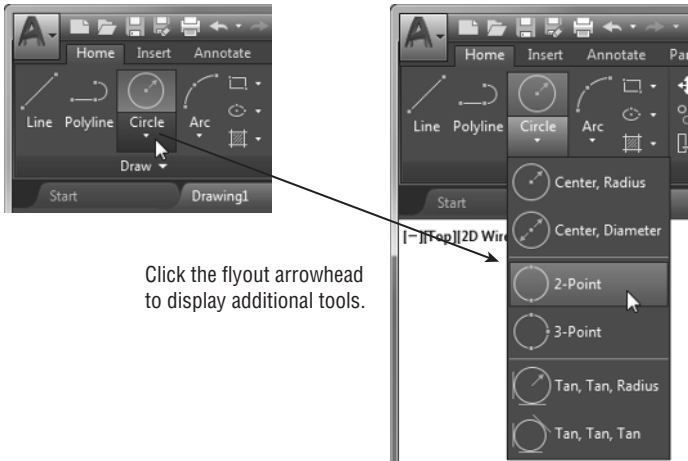 A
Home Insert Annotate
Line Polyline Circle Arc
Draw
Start Drawing1
Click the flyout arrowhead
to display additional tools.
A
Home Insert Annotate
Line Polyline Circle Arc
Start
[−][Top][2D Wire
Center, Radius
Center, Diameter
2-Point
3-Point
Tan, Tan, Radius
Tan, Tan, Tan